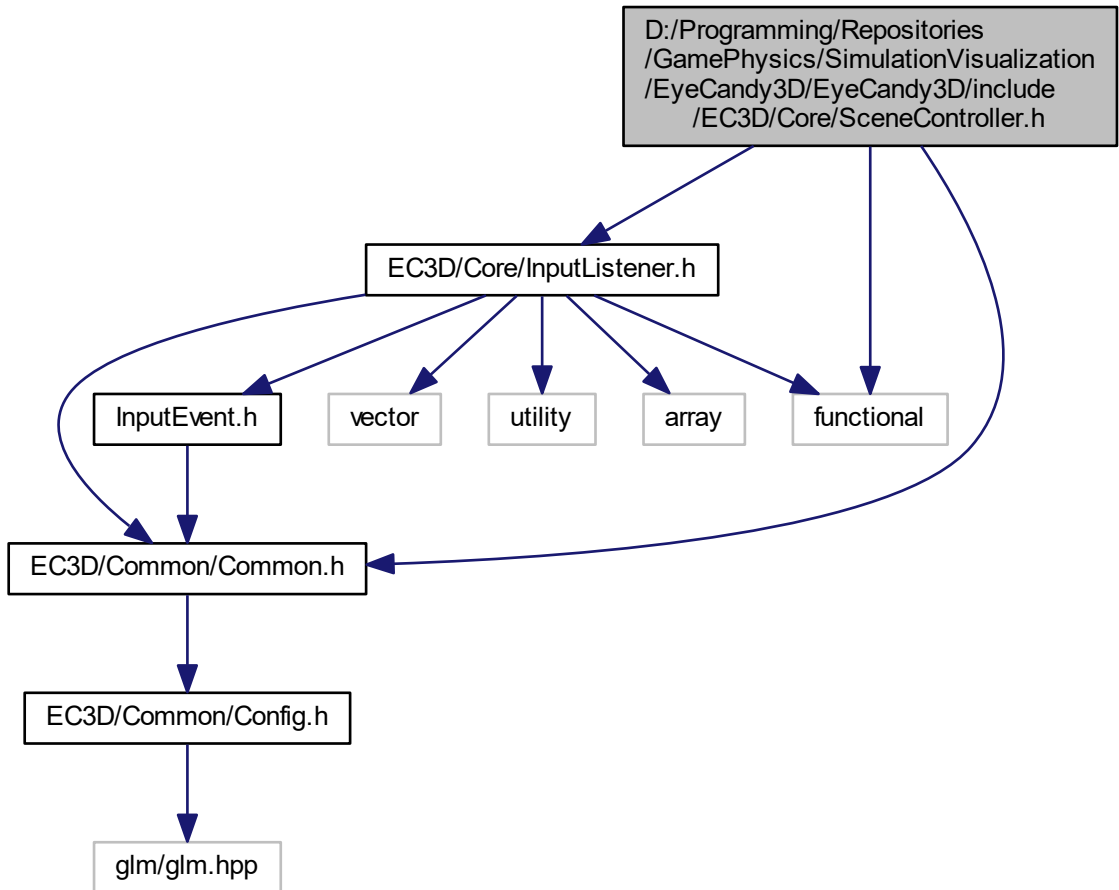 D:/Programming/Repositories
/GamePhysics/SimulationVisualization
/EyeCandy3D/EyeCandy3D/include
/EC3D/Core/SceneController.h
EC3D/Core/InputListener.h
InputEvent.h
vector
utility
array
functional
EC3D/Common/Common.h
EC3D/Common/Config.h
glm/glm.hpp